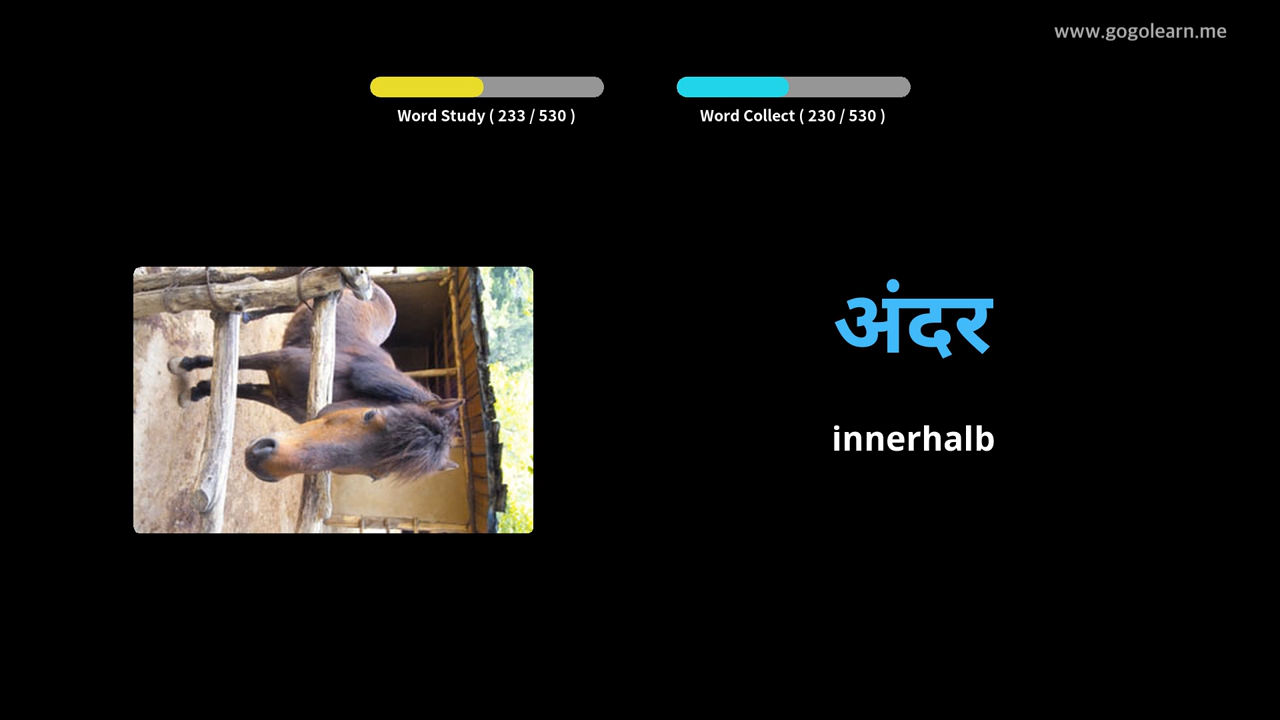 www.gogolearn.me
Word Study ( 233 / 530 )
Word Collect ( 230 / 530 )
अंदर
innerhalb